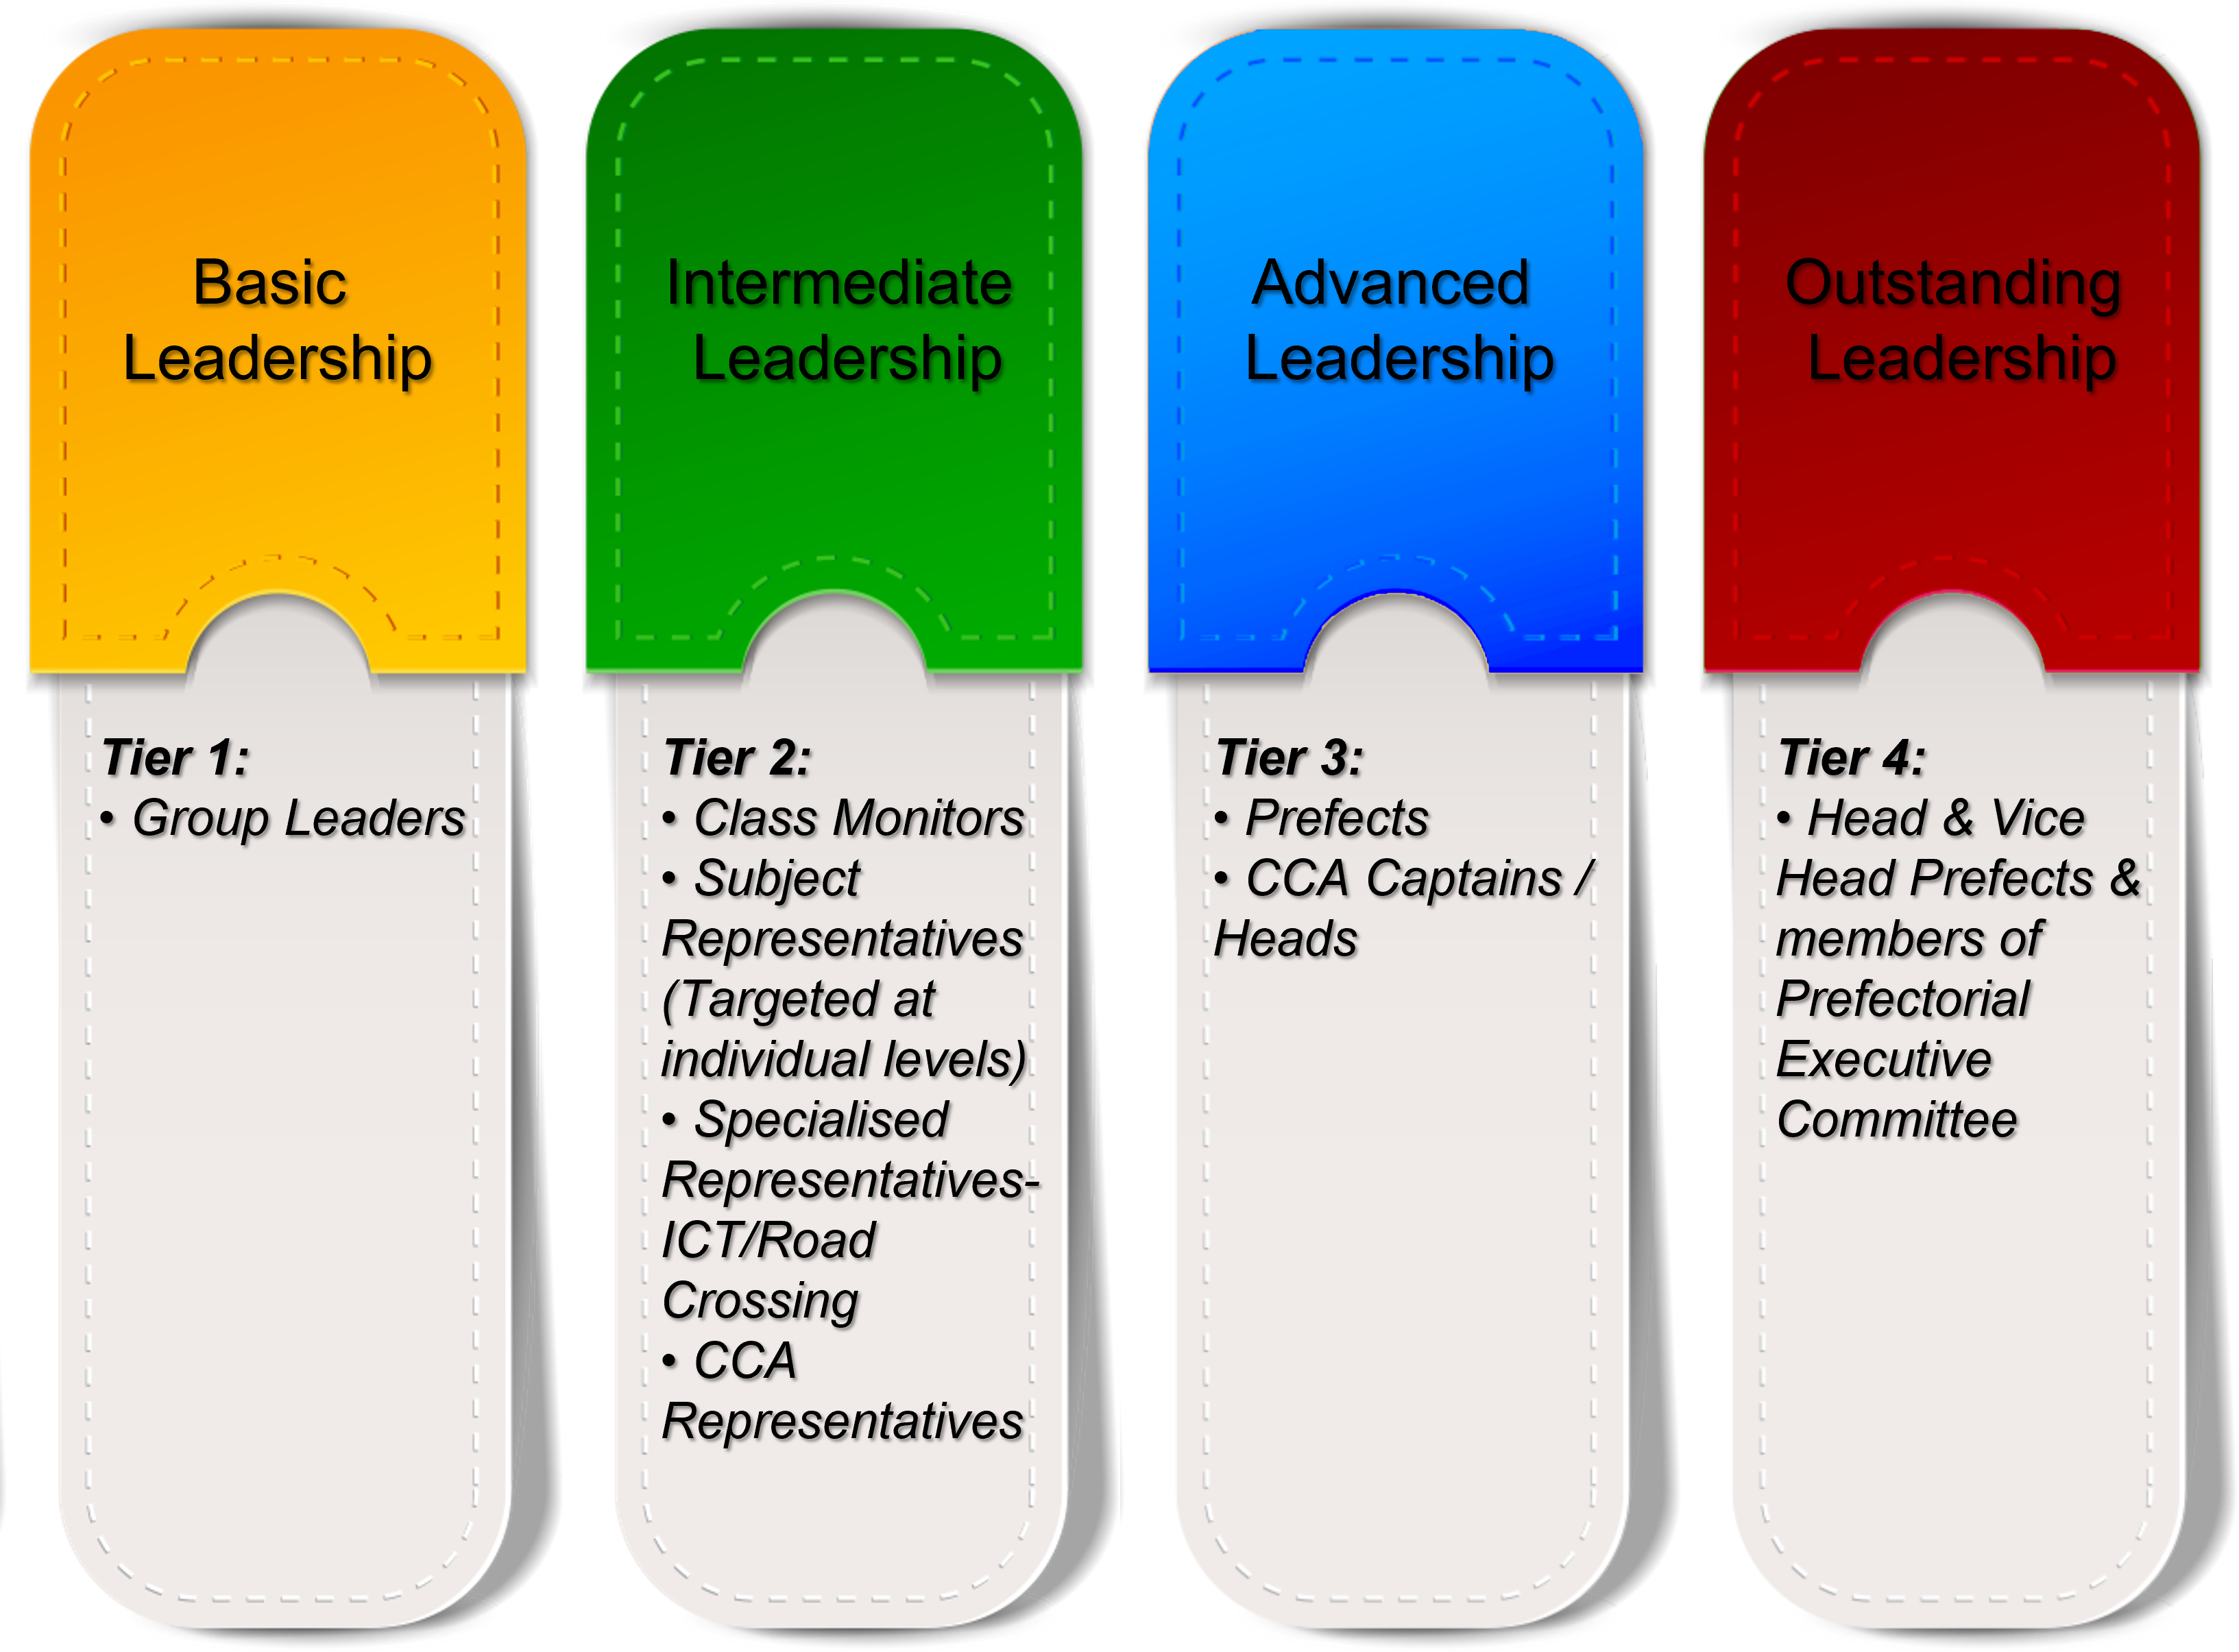 Basic
Leadership
Tier 1:
• Group Leaders
Intermediate
Leadership
Tier 2:
• Class Monitors
• Subject
Representatives
(Targeted at
individual levels)
• Specialised
Representatives-
ICT/Road
Crossing
• CCA
Representatives
Advanced
Leadership
Tier 3:
• Prefects
• CCA Captains /
Heads
Outstanding
Leadership
Tier 4:
• Head & Vice
Head Prefects &
members of
Prefectorial
Executive
Committee